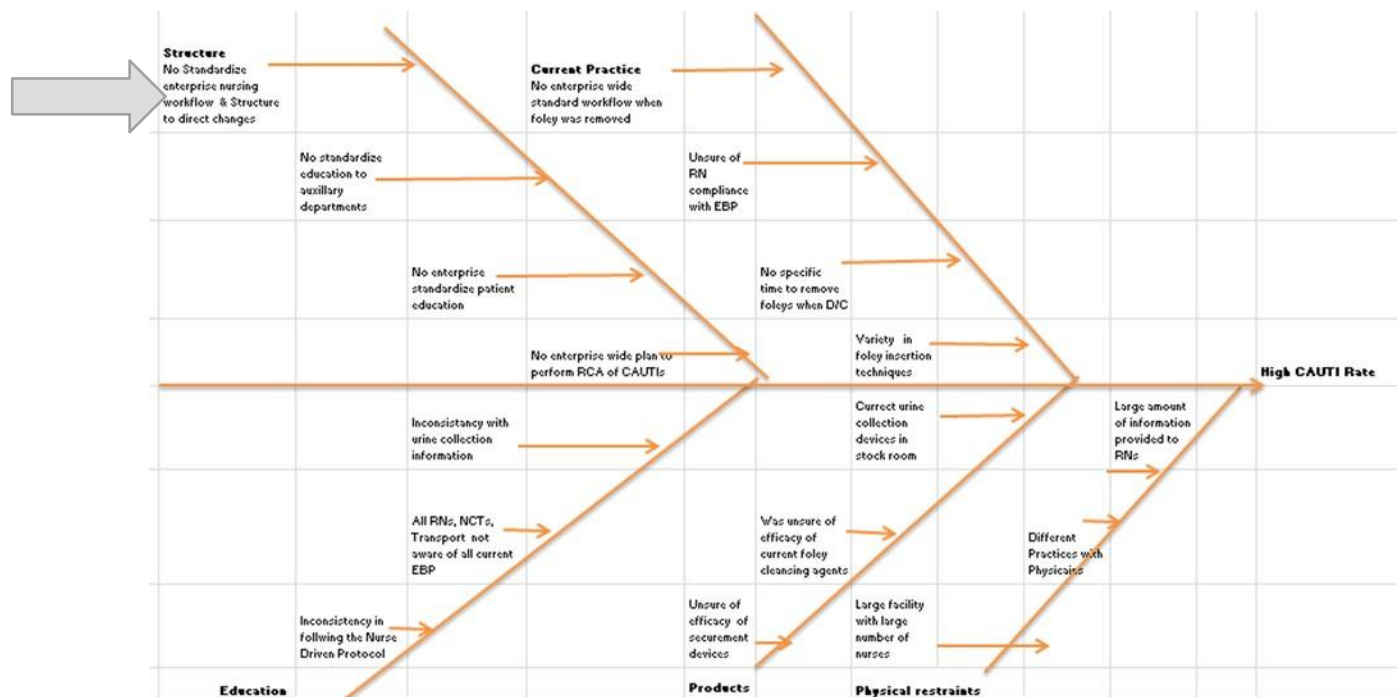 Structure
No Standardize
enterprise nursing
workflow & Structure
to direct changes
No standardize
education to
auxillary
departments
No enterprise
standardize patient
education
No enterprise wide plan to
perform RCA of CAUTIs
Current Practice
No enterprise wide
standard workflow when
foley was removed
Unsure of
RN
compliance
with EBP
No specific
time to remove
foleys when D/C
Variety in
foley insertion
techniques
High CAUTI Rate
Inconsistancy with
urine collection
information
All RNs, NCTs,
Transport not
aware of all current
EBP
Inconsistency in
follwing the Nurse
Driven Protocol
Education
Currect urine
collection
devices in
stock room
Was unsure of
efficacy of
current foley
cleansing agents
Unsure of
efficacy of
securement
devices
Products
Large amount
of information
provided to
RNs
Different
Practices with
Physicains
Large facility
with large
number of
nurses
Physical restraints